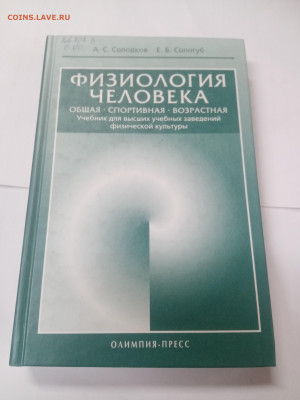 COINS.LAVE.RU
А. С. Солодков Е. Б. Сологуб
ФИЗИОЛОГИЯ
ЧЕЛОВЕКА
ОБЩАЯ · СПОРТИВНАЯ · ВОЗРАСТНАЯ
Учебник для высших учебных заведений
физической культуры
ОЛИМПИЯ-ПРЕСС